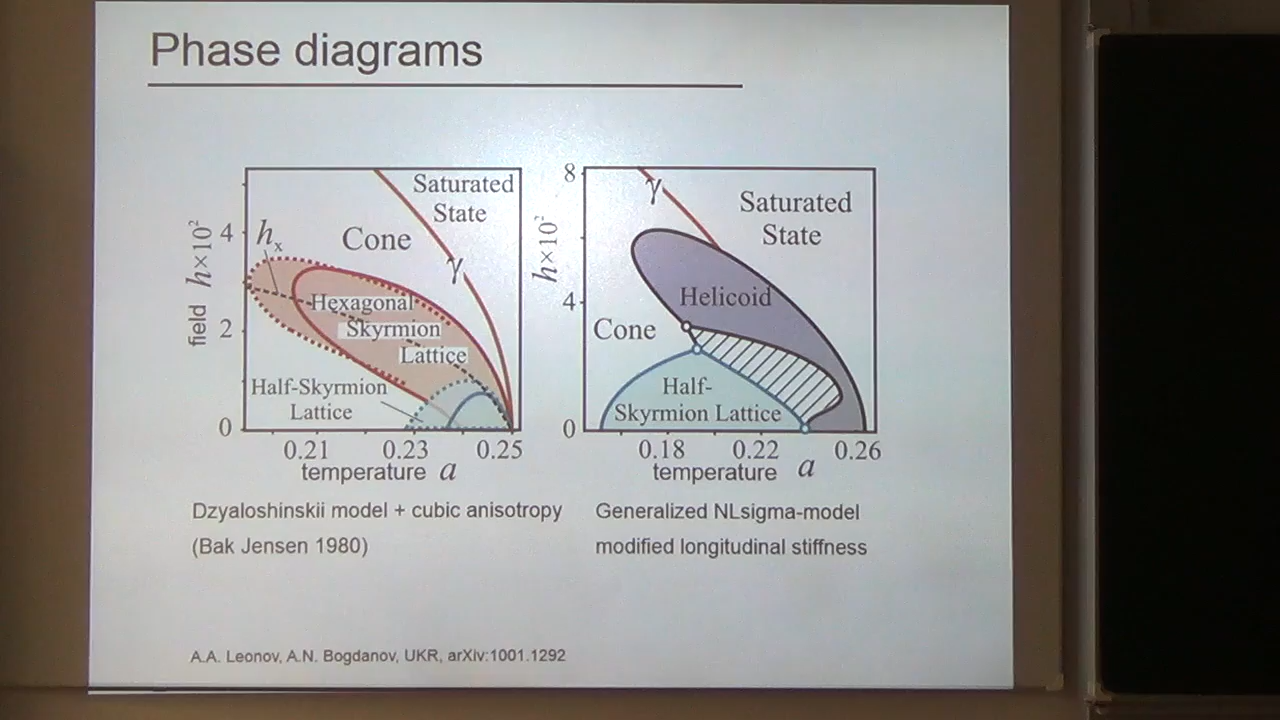 Phase diagrams
Saturated
State
Cone
h_x
γ
Hexagonal
Skyrmion
Lattice
Half-Skyrmion
Lattice
field h×10²
4
2
0
0.21 0.23 0.25
temperature a
Saturated
State
γ
Helicoid
Cone
Half-
Skyrmion Lattice
h×10²
8
4
0
0.18 0.22 0.26
temperature a
Dzyaloshinskii model + cubic anisotropy
(Bak Jensen 1980)
Generalized NLsigma-model
modified longitudinal stiffness
A.A. Leonov, A.N. Bogdanov, UKR, arXiv:1001.1292